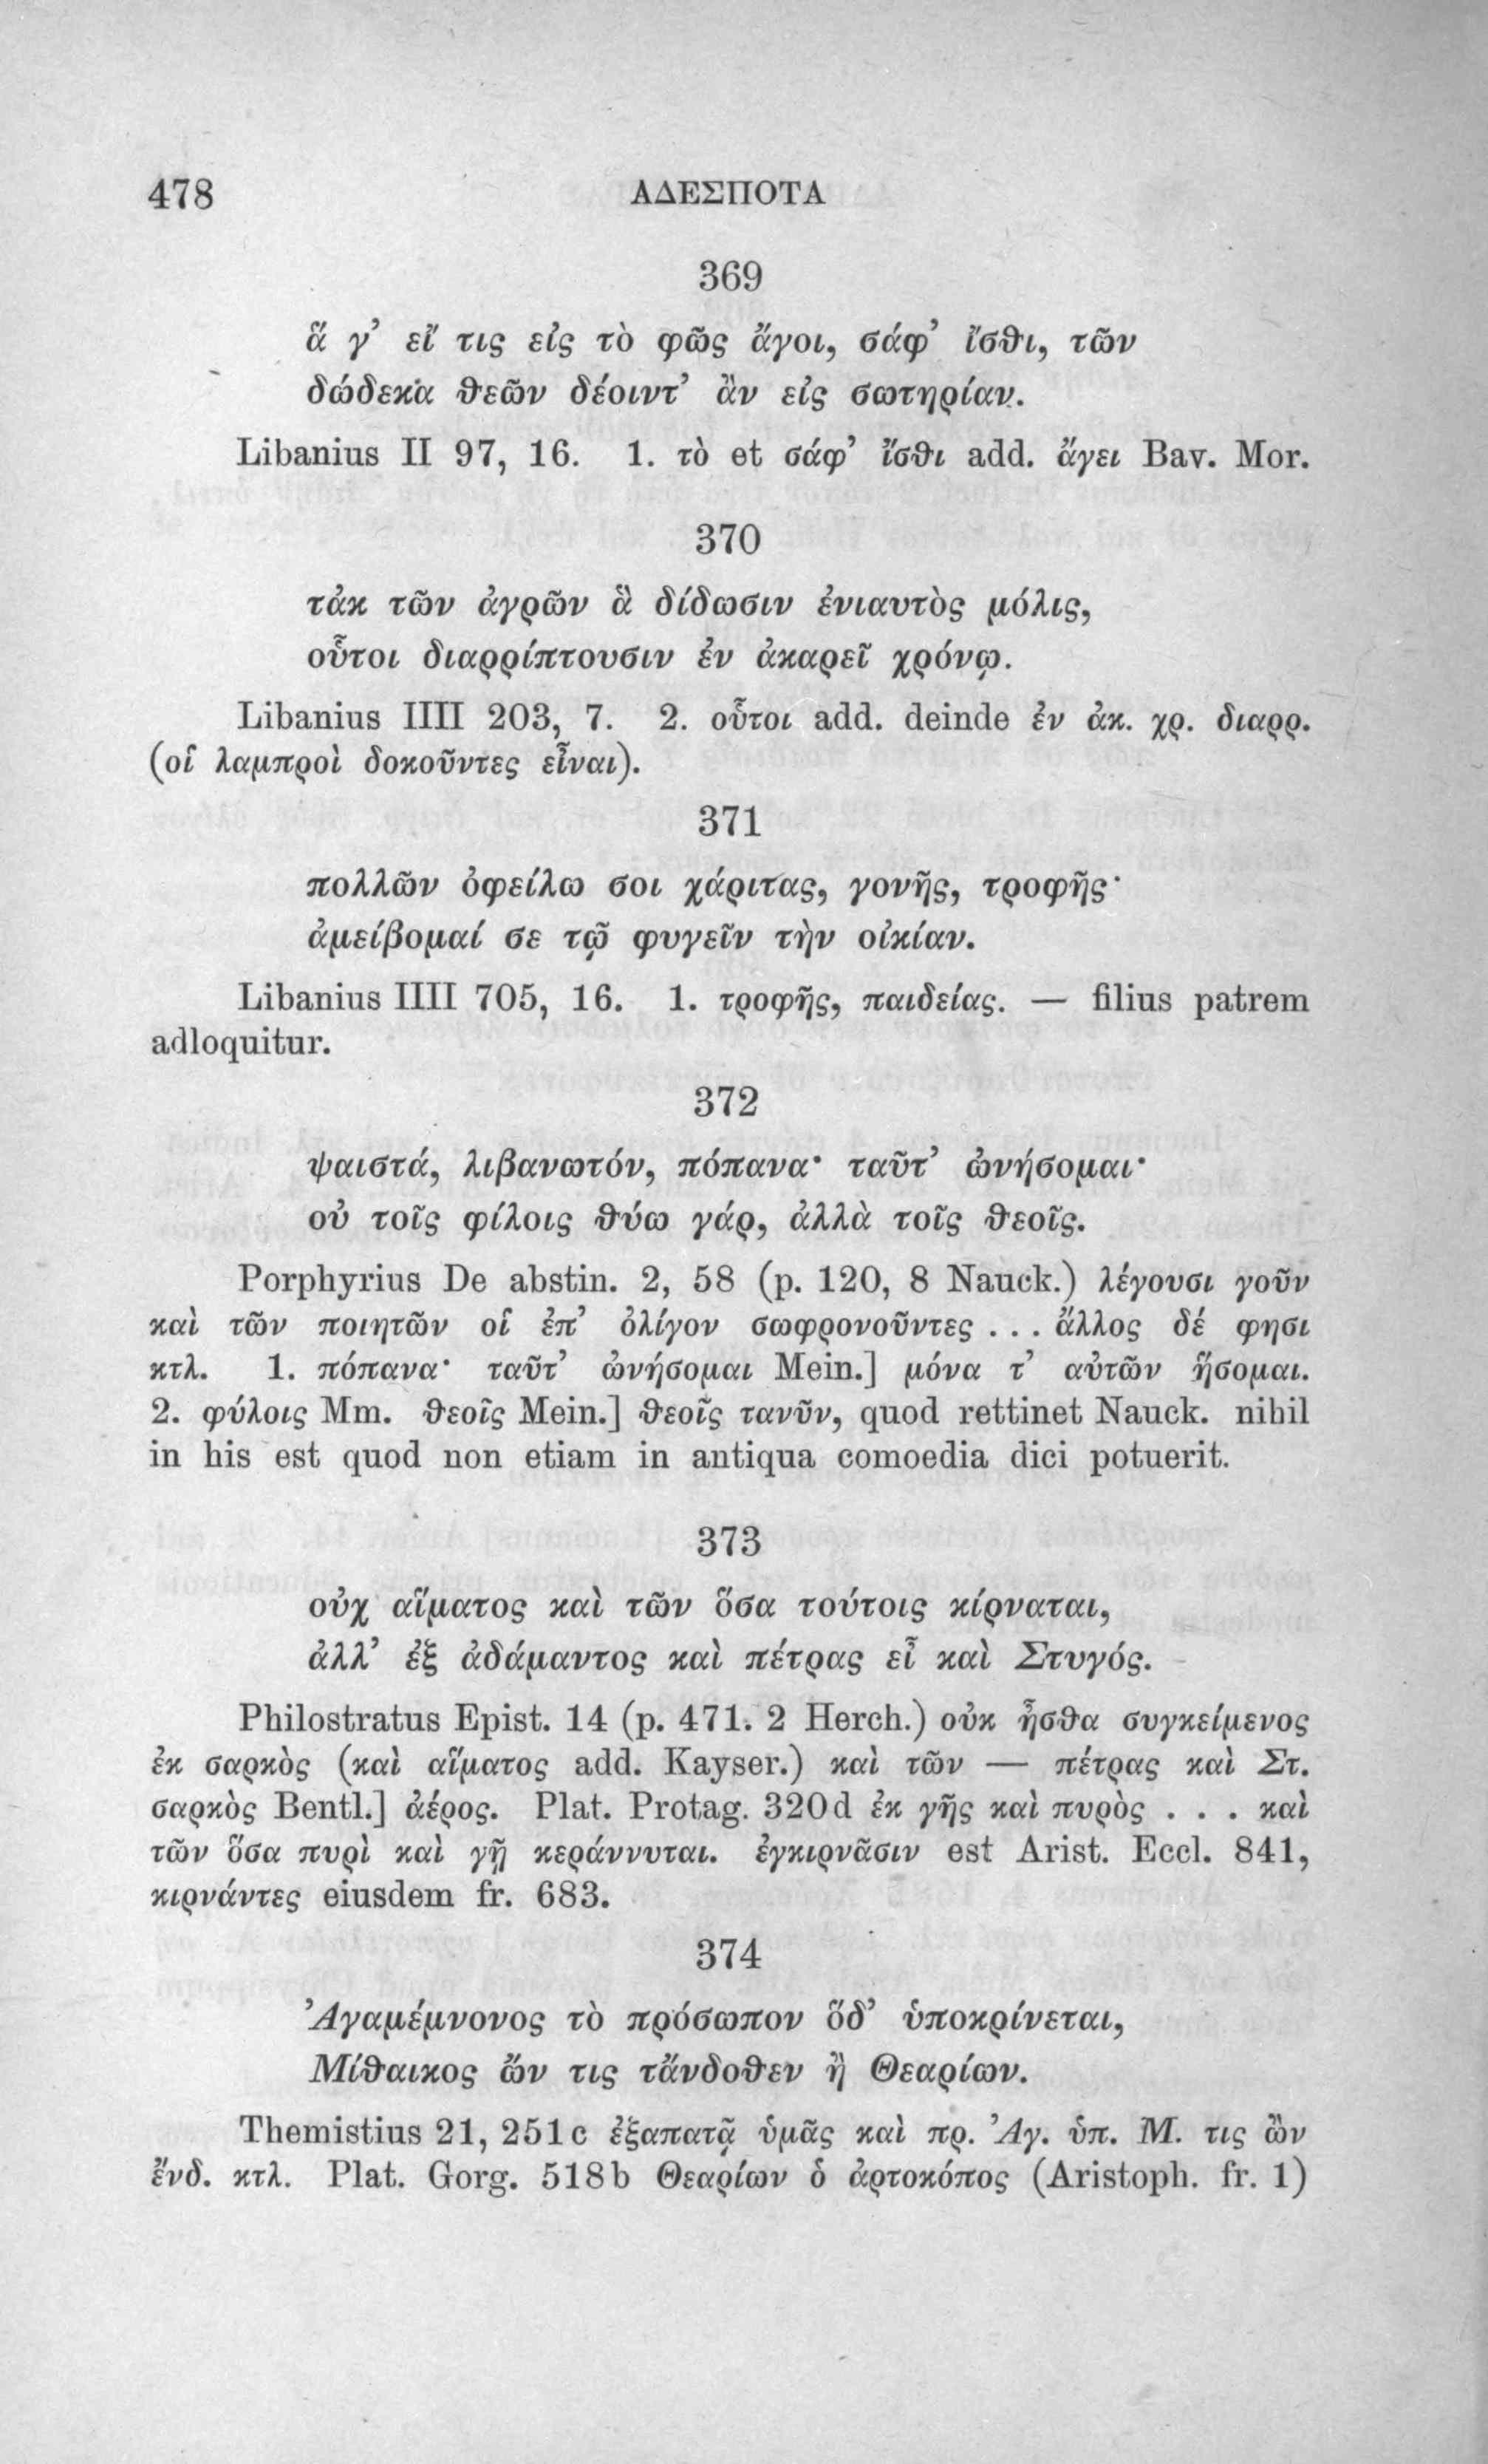 478 ΑΔΕΣΠΟΤΑ
369
ἅ γ’ εἴ τις εἰς τὸ φῶς ἄγοι, σάφ’ ἴσθι, τῶν
δώδεκα θεῶν δέοιντ’ ἂν εἰς σωτηρίαν.
Libanius II 97, 16. 1. τὸ et σάφ’ ἴσθι add. ἄγει Bav. Mor.
370
τἀκ τῶν ἀγρῶν ἃ δίδωσιν ἐνιαυτὸς μόλις,
οὗτοι διαρρίπτουσιν ἐν ἀκαρεῖ χρόνῳ.
Libanius IIII 203, 7. 2. οὗτοι add. deinde ἐν ἀκ. χρ. διαρρ.
(οἱ λαμπροὶ δοκοῦντες εἶναι).
371
πολλῶν ὀφείλω σοι χάριτας, γονῆς, τροφῆς·
ἀμείβομαί σε τῷ φυγεῖν τὴν οἰκίαν.
Libanius IIII 705, 16. 1. τροφῆς, παιδείας. — filius patrem
adloquitur.
372
ψαιστά, λιβανωτόν, πόπανα· ταῦτ’ ὠνήσομαι·
οὐ τοῖς φίλοις θύω γάρ, ἀλλὰ τοῖς θεοῖς.
Porphyrius De abstin. 2, 58 (p. 120, 8 Nauck.) λέγουσι γοῦν
καὶ τῶν ποιητῶν οἱ ἐπ’ ὀλίγον σωφρονοῦντες . . . ἄλλος δέ φησι
κτλ. 1. πόπανα· ταῦτ’ ὠνήσομαι Mein.] μόνα τ’ αὐτῶν ᾕσομαι.
2. φύλοις Mm. θεοῖς Mein.] θεοῖς τανῦν, quod rettinet Nauck. nihil
in his est quod non etiam in antiqua comoedia dici potuerit.
373
οὐχ αἵματος καὶ τῶν ὅσα τούτοις κίρναται,
ἀλλ’ ἐξ ἀδάμαντος καὶ πέτρας εἶ καὶ Στυγός.
Philostratus Epist. 14 (p. 471. 2 Herch.) οὐκ ἦσθα συγκείμενος
ἐκ σαρκὸς (καὶ αἵματος add. Kayser.) καὶ τῶν — πέτρας καὶ Στ.
σαρκὸς Bentl.] ἀέρος. Plat. Protag. 320d ἐκ γῆς καὶ πυρὸς . . . καὶ
τῶν ὅσα πυρὶ καὶ γῇ κεράννυται. ἐγκιρνᾶσιν est Arist. Eccl. 841,
κιρνάντες eiusdem fr. 683.
374
Ἀγαμέμνονος τὸ πρόσωπον ὅδ’ ὑποκρίνεται,
Μίθαικος ὤν τις τἄνδοθεν ἢ Θεαρίων.
Themistius 21, 251c ἐξαπατᾷ ὑμᾶς καὶ πρ. Ἀγ. ὑπ. Μ. τις ὢν
ἔνδ. κτλ. Plat. Gorg. 518b Θεαρίων ὁ ἀρτοκόπος (Aristoph. fr. 1)